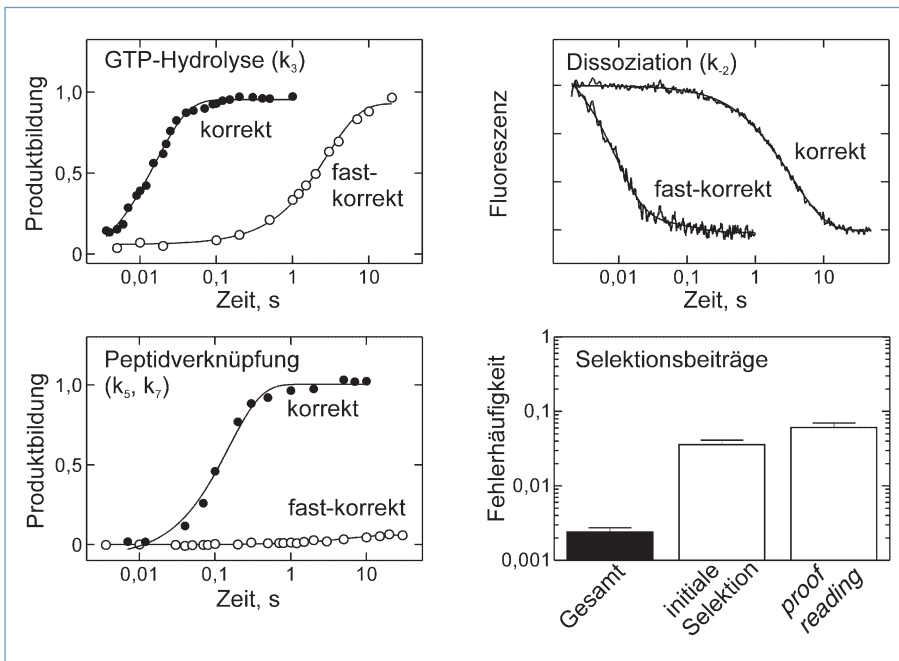 GTP-Hydrolyse (k3)
Produktbildung
1,0
0,5
0
korrekt
fast-
korrekt
0,01 0,1 1 10
Zeit, s
Dissoziation (k-2)
Fluoreszenz
korrekt
fast-korrekt
0,01 0,1 1 10
Zeit, s
Peptidverknüpfung
(k5, k7)
Produktbildung
1,0
0,5
0
korrekt
fast-korrekt
0,01 0,1 1 10
Zeit, s
Selektionsbeiträge
Fehlerhäufigkeit
1
0,1
0,01
0,001
Gesamt
initiale
Selektion
proof
reading